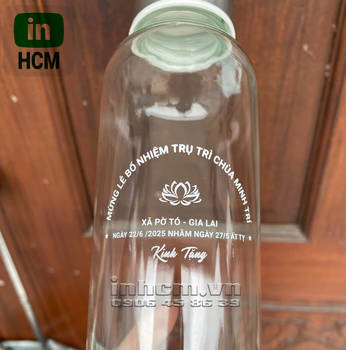 in
HCM
MỪNG LỄ BỔ NHIỆM TRỤ TRÌ CHÙA MINH TRÍ
XÃ PỜ TÓ - GIA LAI
NGÀY 22/6 /2025 NHẰM NGÀY 27/5 ẤT TỴ
Kính Tặng
inhcm.vn
0906 45 86 39